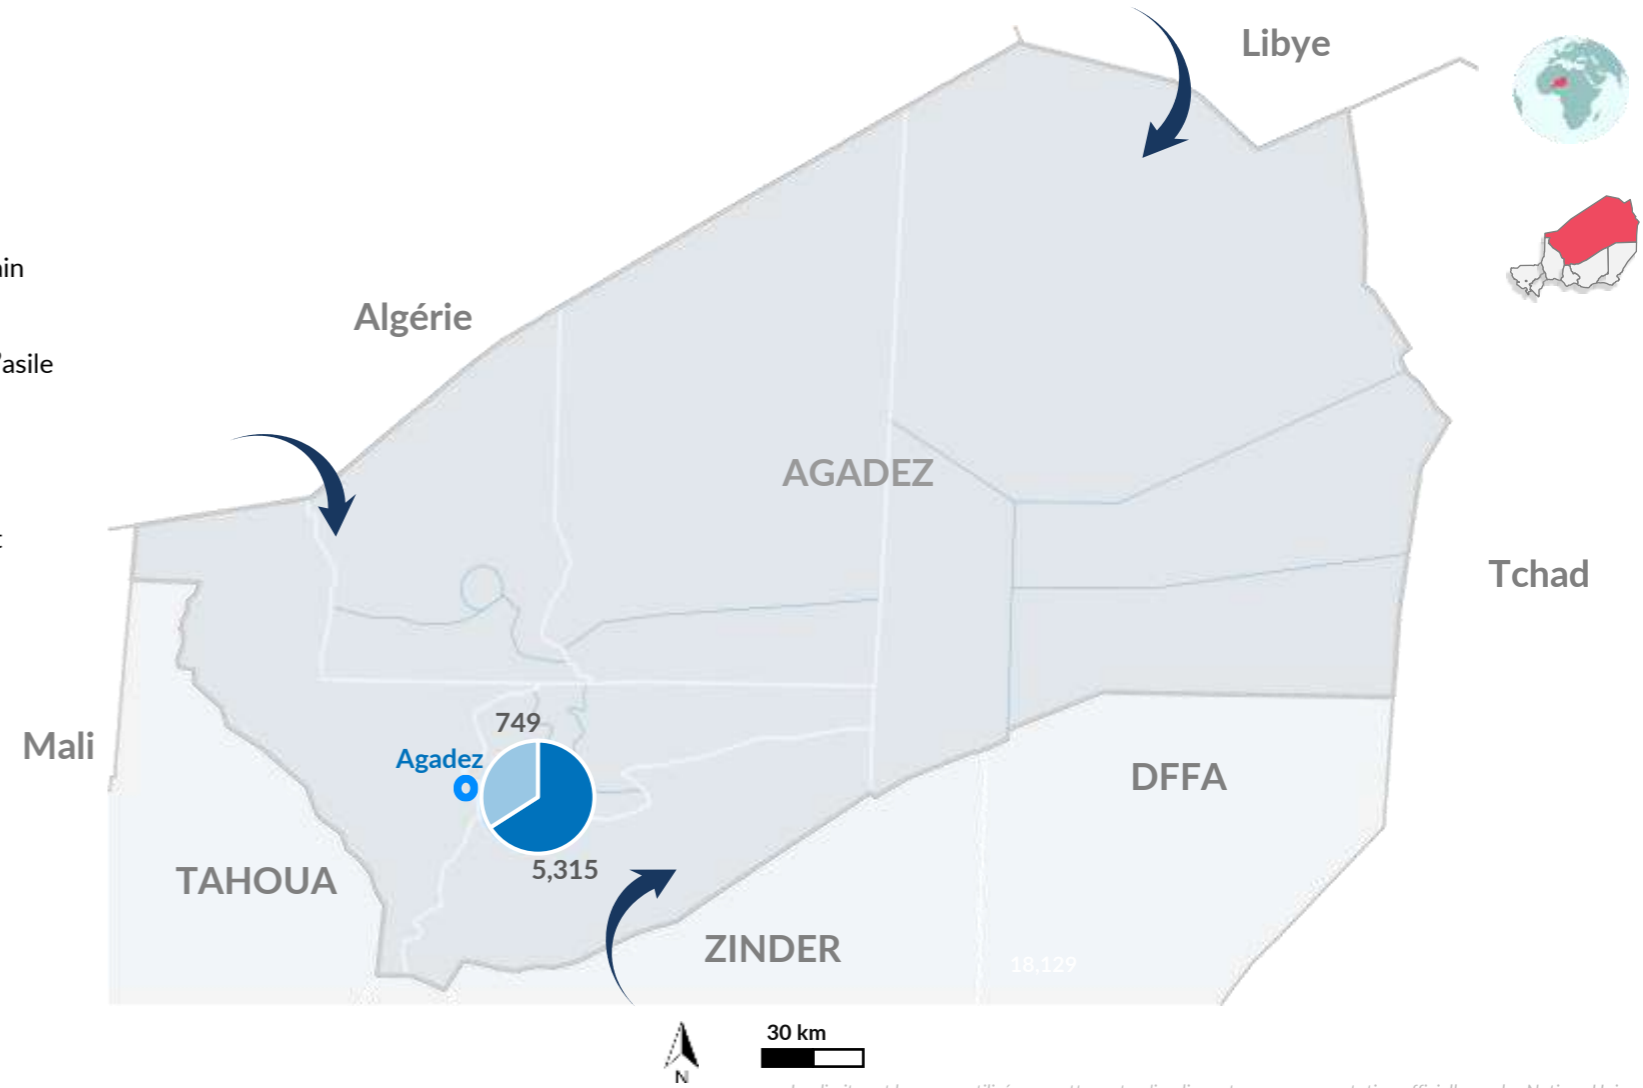 Libye
in
Algérie
'asile
AGADEZ
Tchad
749
Mali
Agadez
DFFA
5,315
TAHOUA
ZINDER
18,129
30 km
N